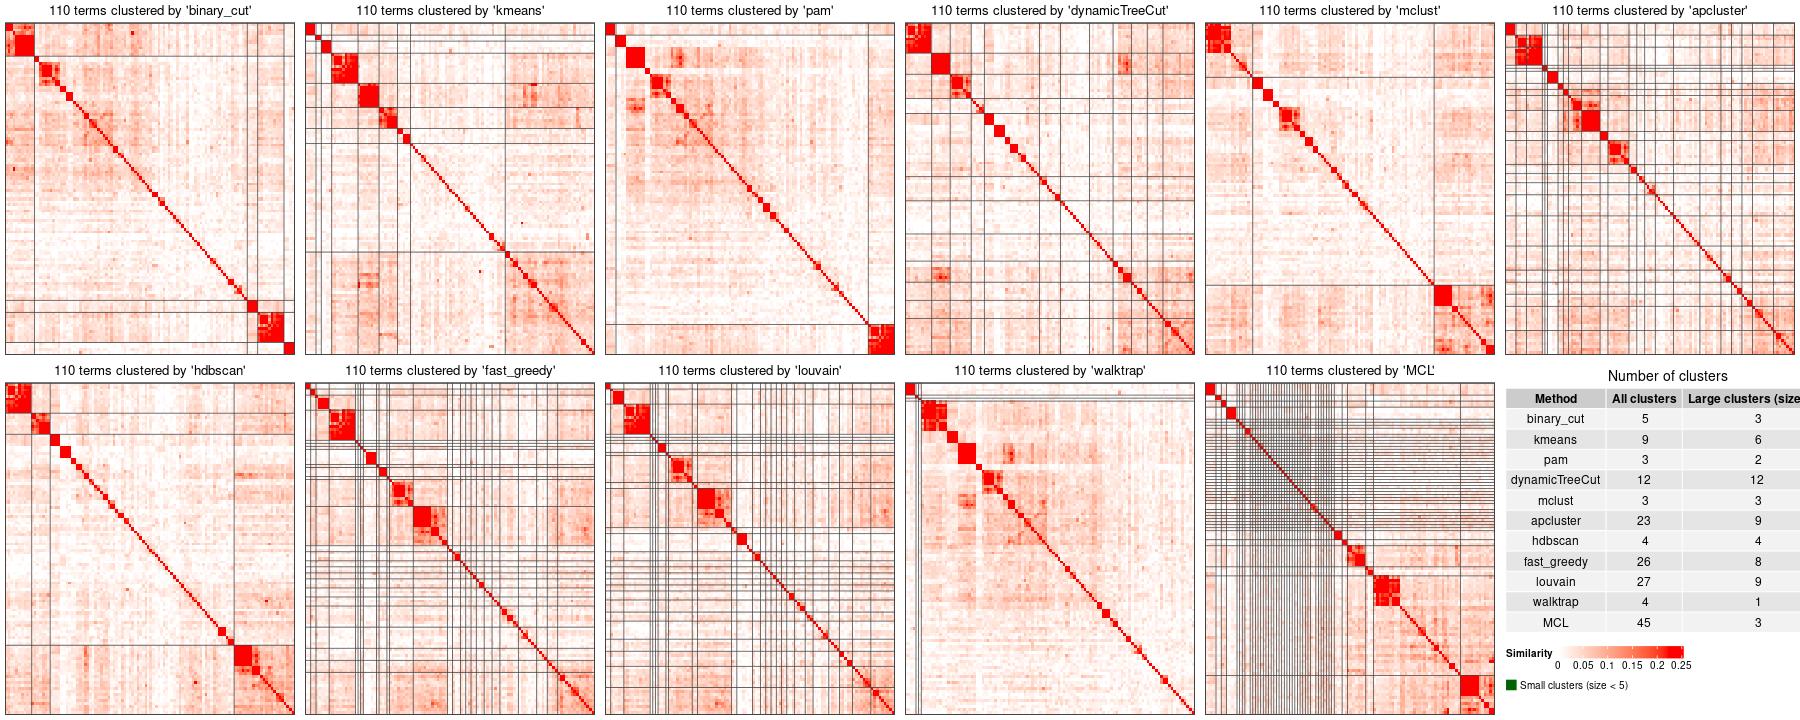 110 terms clustered by 'binary_cut'
110 terms clustered by 'kmeans'
110 terms clustered by 'pam'
110 terms clustered by 'dynamicTreeCut'
110 terms clustered by 'mclust'
110 terms clustered by 'apcluster'
110 terms clustered by 'hdbscan'
110 terms clustered by 'fast_greedy'
110 terms clustered by 'louvain'
110 terms clustered by 'walktrap'
110 terms clustered by 'MCL'
Number of clusters
Method All clusters Large clusters (size
binary_cut 5 3
kmeans 9 6
pam 3 2
dynamicTreeCut 12 12
mclust 3 3
apcluster 23 9
hdbscan 4 4
fast_greedy 26 8
louvain 27 9
walktrap 4 1
MCL 45 3
Similarity
0 0.05 0.1 0.15 0.2 0.25
Small clusters (size < 5)